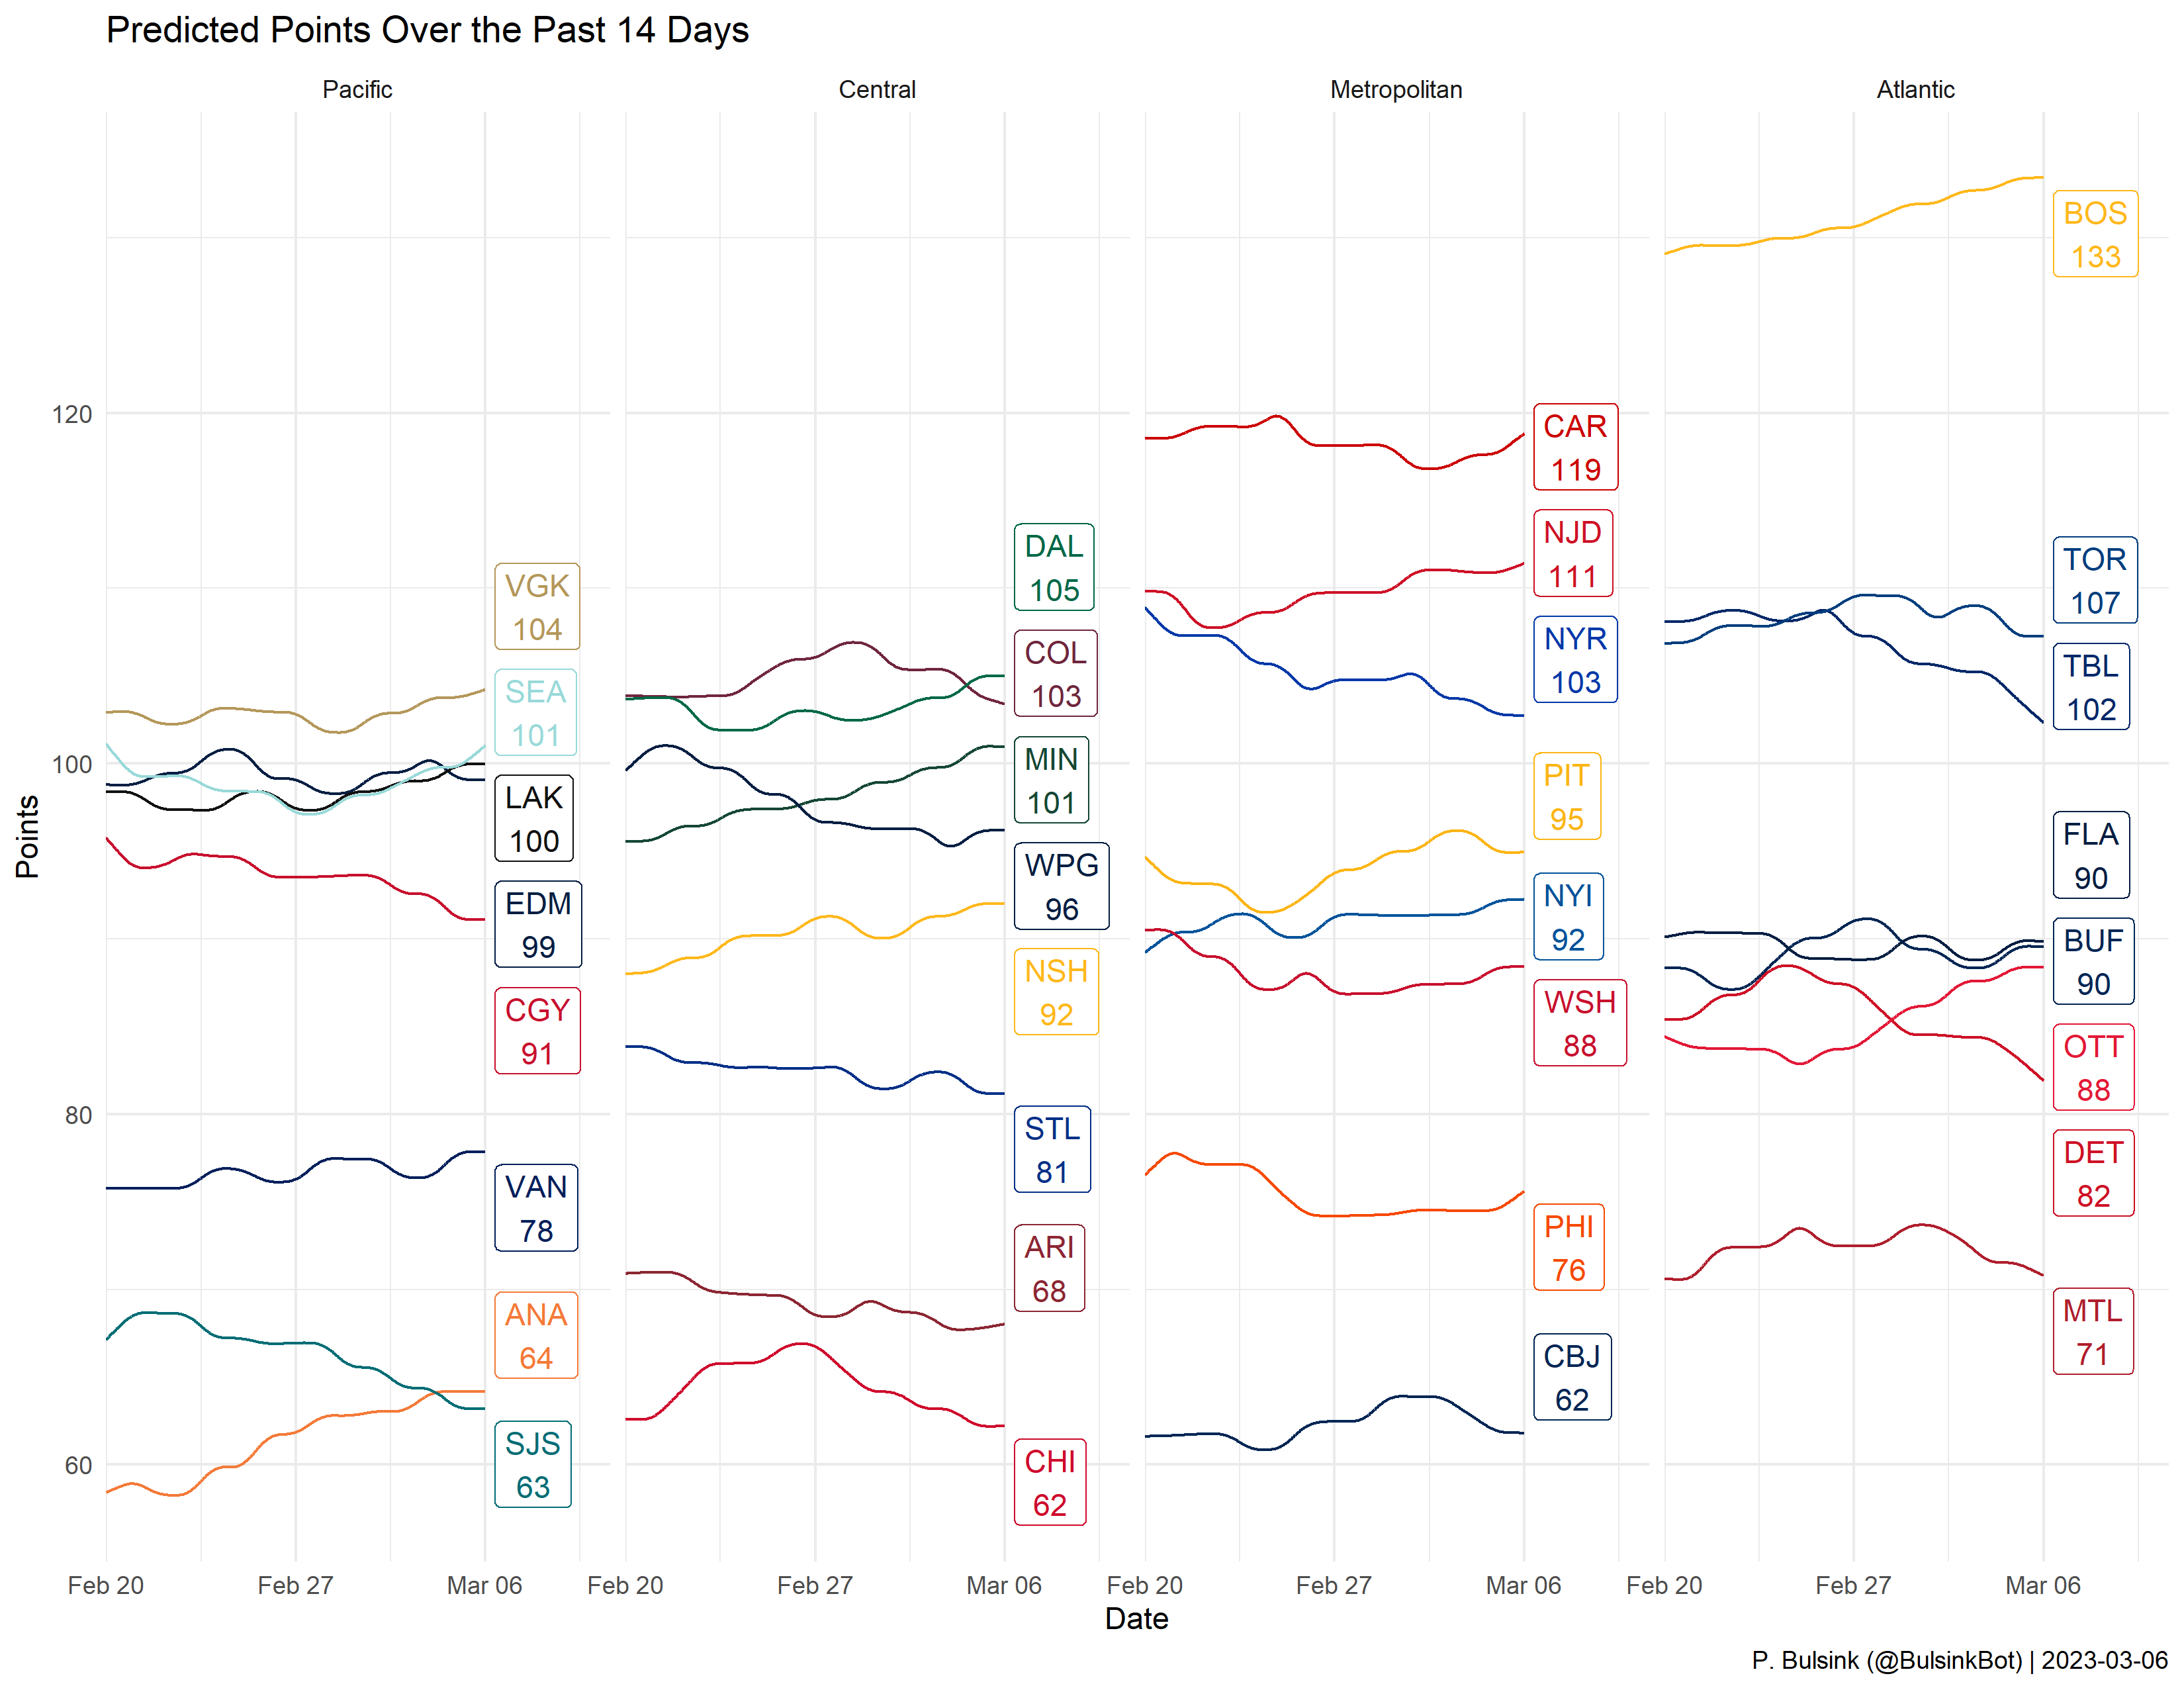 Predicted Points Over the Past 14 Days
Pacific
Central
Metropolitan
Atlantic
Points
120
100
80
60
VGK
104
SEA
101
LAK
100
EDM
99
CGY
91
VAN
78
ANA
64
SJS
63
DAL
105
COL
103
MIN
101
WPG
96
NSH
92
STL
81
ARI
68
CHI
62
CAR
119
NJD
111
NYR
103
PIT
95
NYI
92
WSH
88
PHI
76
CBJ
62
BOS
133
TOR
107
TBL
102
FLA
90
BUF
90
OTT
88
DET
82
MTL
71
Feb 20 Feb 27 Mar 06
Feb 20 Feb 27 Mar 06
Feb 20 Feb 27 Mar 06
Feb 20 Feb 27 Mar 06
Date
P. Bulsink (@BulsinkBot) | 2023-03-06